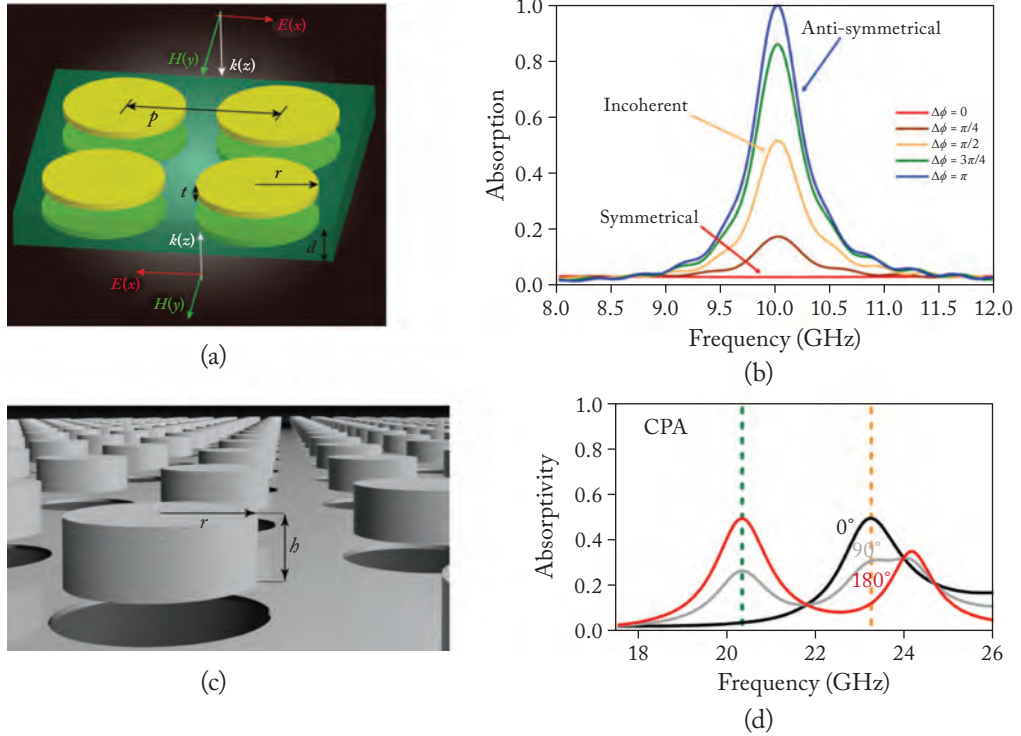 E(x)
H(y)
k(z)
p
r
t
k(z)
d
E(x)
H(y)
(a)
Absorption
1.0
0.8
0.6
0.4
0.2
0.0
Anti-symmetrical
Incoherent
Symmetrical
Δϕ = 0
Δϕ = π/4
Δϕ = π/2
Δϕ = 3π/4
Δϕ = π
8.0 8.5 9.0 9.5 10.0 10.5 11.0 11.5 12.0
Frequency (GHz)
(b)
r
h
(c)
Absorptivity
1.0
0.8
0.6
0.4
0.2
0.0
CPA
0°
90°
180°
18 20 22 24 26
Frequency (GHz)
(d)